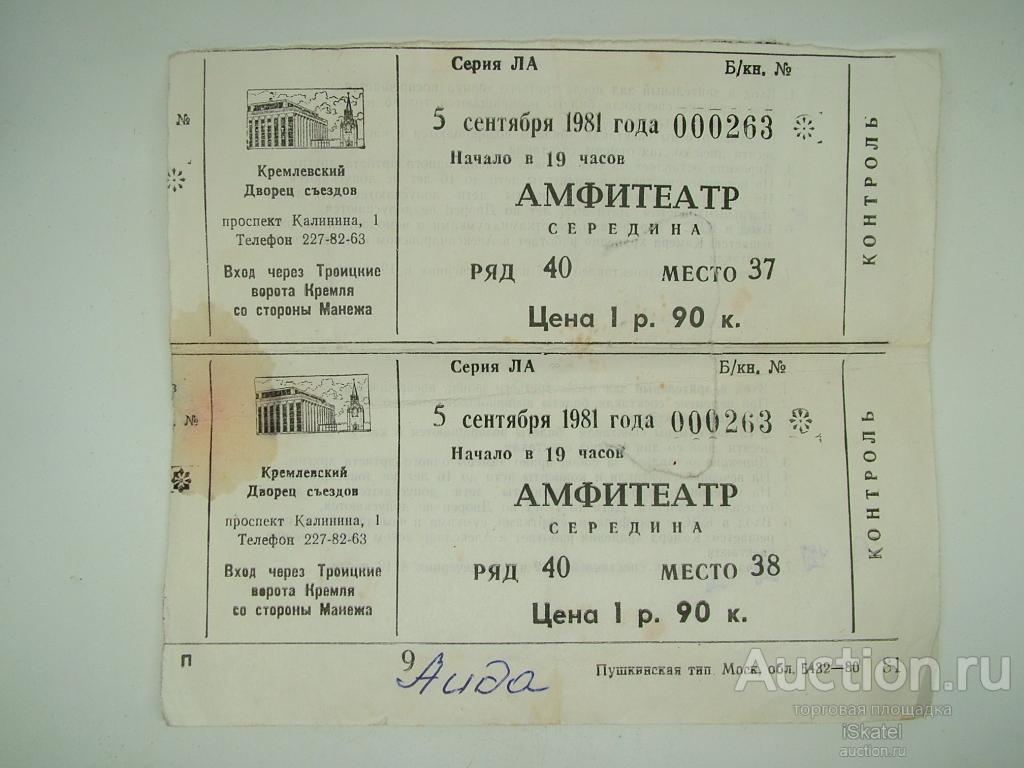 Серия ЛА Б/кн. №
№
5 сентября 1981 года 000263
Начало в 19 часов
Кремлевский
Дворец съездов
проспект Калинина, 1
Телефон 227-82-63
Вход через Троицкие
ворота Кремля
со стороны Манежа
АМФИТЕАТР
СЕРЕДИНА
РЯД 40 МЕСТО 37
Цена 1 р. 90 к.
КОНТРОЛЬ
Серия ЛА Б/кн. №
№
5 сентября 1981 года 000263
Начало в 19 часов
Кремлевский
Дворец съездов
проспект Калинина, 1
Телефон 227-82-63
Вход через Троицкие
ворота Кремля
со стороны Манежа
АМФИТЕАТР
СЕРЕДИНА
РЯД 40 МЕСТО 38
Цена 1 р. 90 к.
КОНТРОЛЬ
П 9 Пушкинская тип. Моск. обл. 5432—80 81
Аида
Auction.ru
торговая площадка
iSkatel
auction.ru